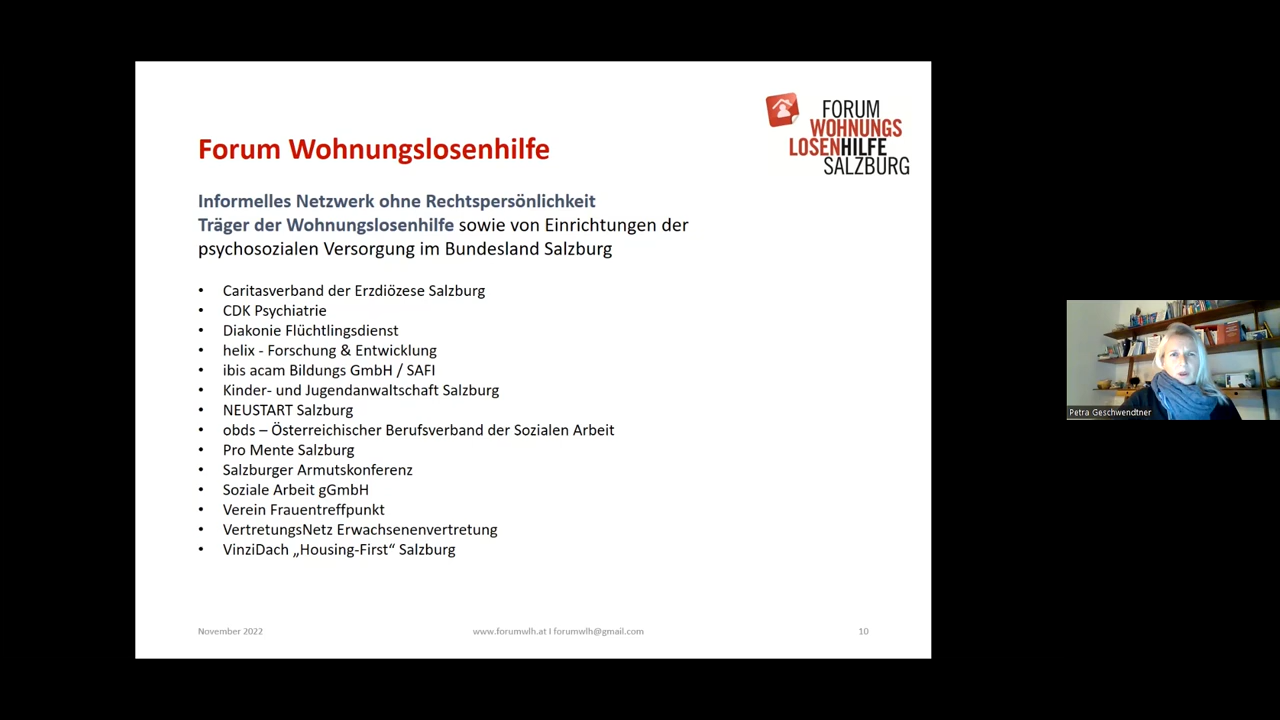 FORUM
WOHNUNGS
LOSENHILFE
SALZBURG
Forum Wohnungslosenhilfe
Informelles Netzwerk ohne Rechtspersönlichkeit
Träger der Wohnungslosenhilfe sowie von Einrichtungen der
psychosozialen Versorgung im Bundesland Salzburg
• Caritasverband der Erzdiözese Salzburg
• CDK Psychiatrie
• Diakonie Flüchtlingsdienst
• helix - Forschung & Entwicklung
• ibis acam Bildungs GmbH / SAFI
• Kinder- und Jugendanwaltschaft Salzburg
• NEUSTART Salzburg
• obds – Österreichischer Berufsverband der Sozialen Arbeit
• Pro Mente Salzburg
• Salzburger Armutskonferenz
• Soziale Arbeit gGmbH
• Verein Frauentreffpunkt
• VertretungsNetz Erwachsenenvertretung
• VinziDach „Housing-First“ Salzburg
November 2022
www.forumwlh.at I forumwlh@gmail.com
10
Petra Geschwendtner